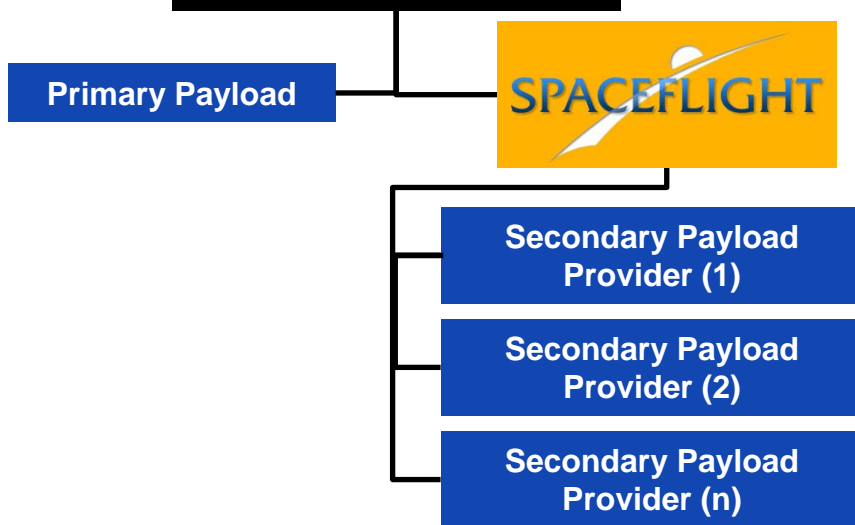 Primary Payload
SPACEFLIGHT
Secondary Payload
Provider (1)
Secondary Payload
Provider (2)
Secondary Payload
Provider (n)